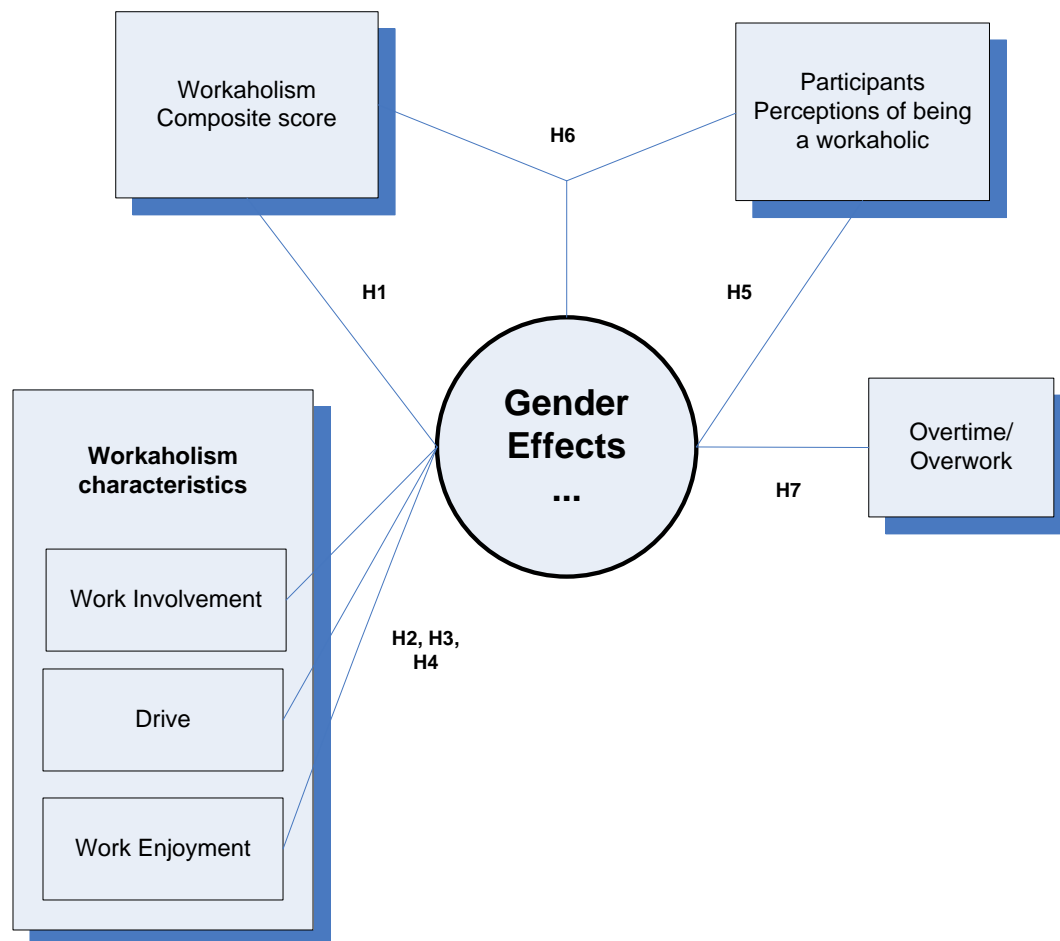 Workaholism
Composite score
Participants
Perceptions of being
a workaholic
H6
H1
H5
Gender
Effects
...
Overtime/
Overwork
H7
Workaholism
characteristics
Work Involvement
H2, H3,
H4
Drive
Work Enjoyment